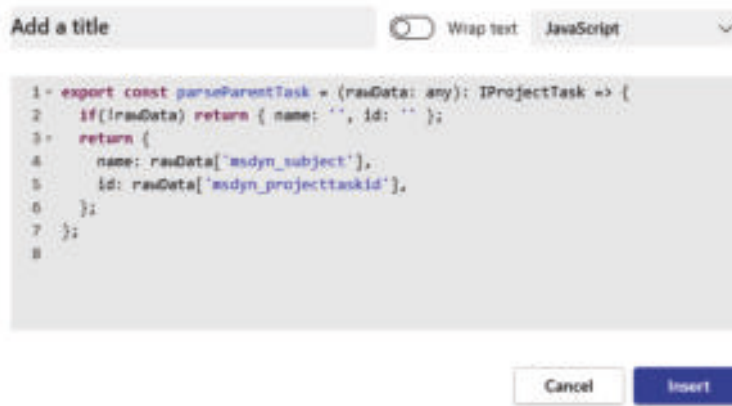 Add a title
Wrap text
JavaScript
1 export const parseParentTask = (rawData: any): IProjectTask => {
2 if(!rawData) return { name: '', id: '' };
3 return {
4 name: rawData['msdyn_subject'],
5 id: rawData['msdyn_projecttaskid'],
6 };
7 };
8
Cancel
Insert